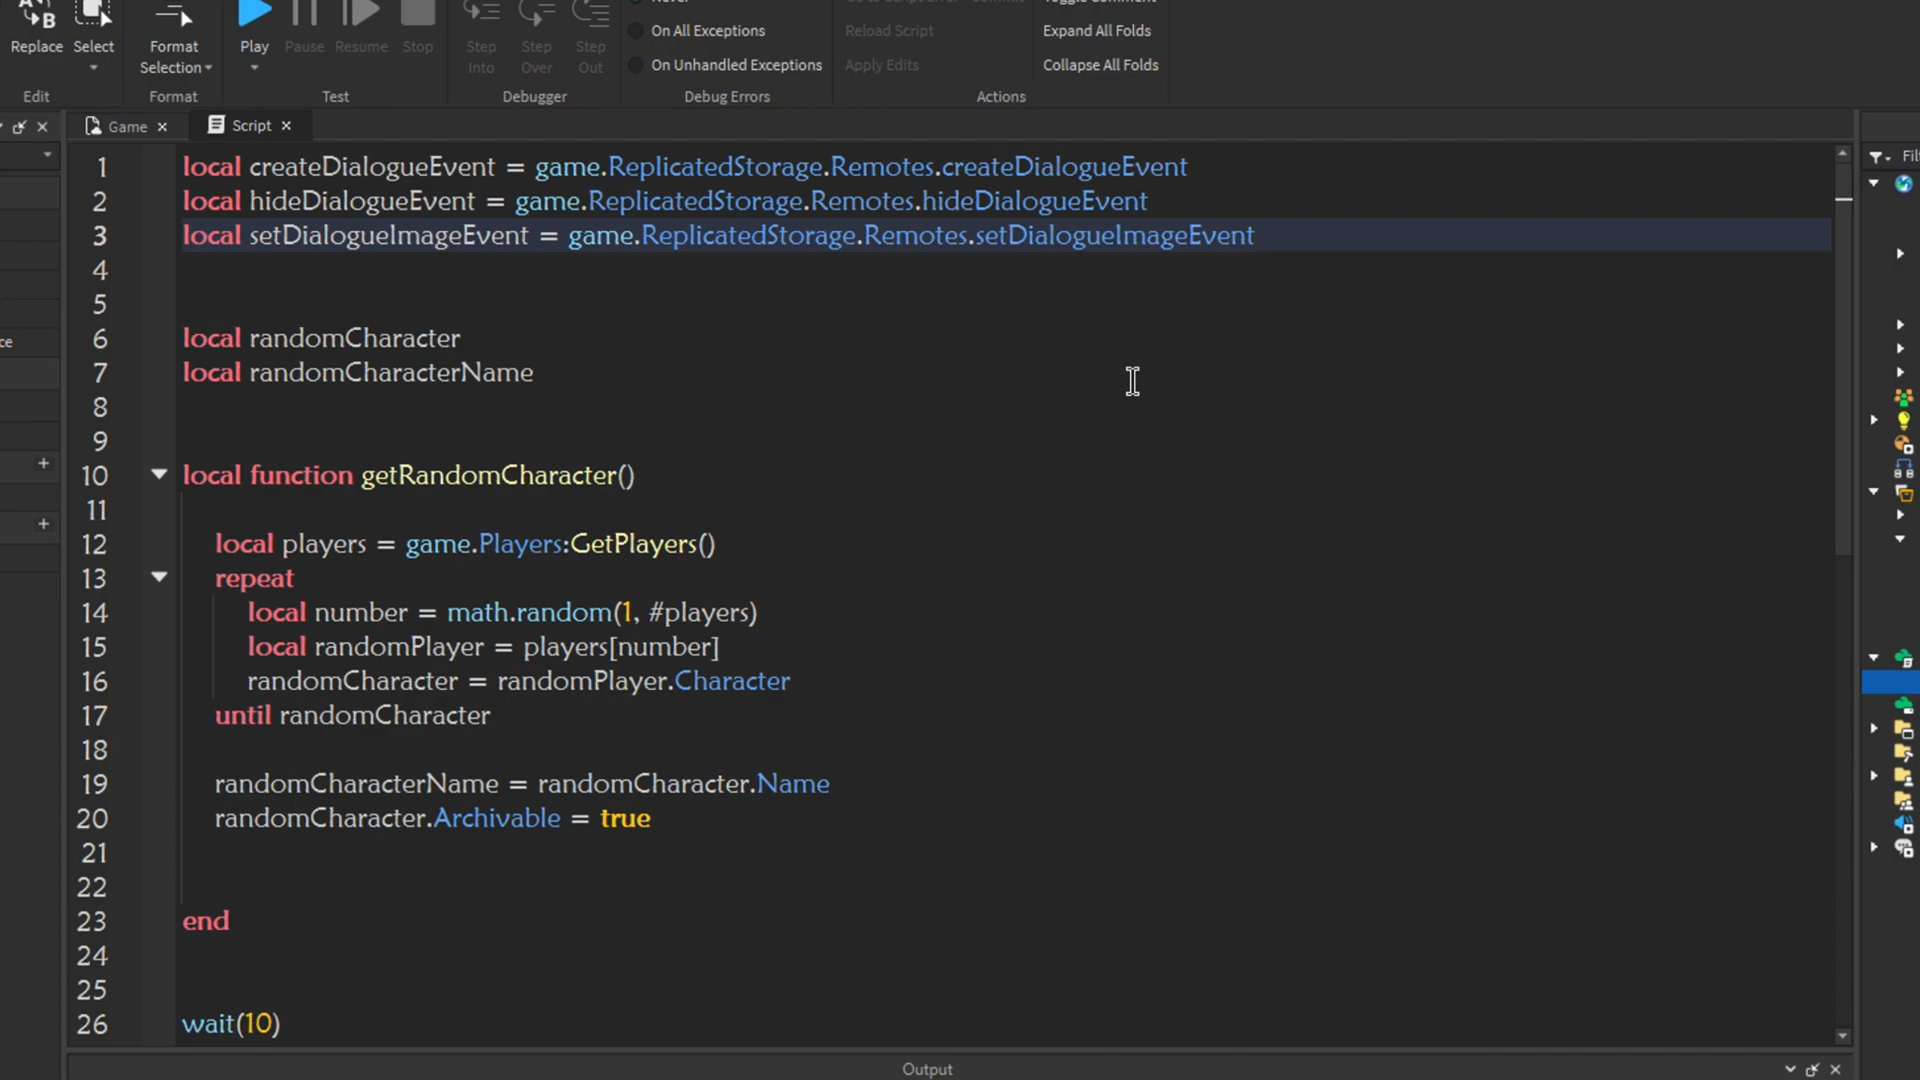 Replace
Select
Format
Selection
Play
Pause
Resume
Stop
Step
Into
Step
Over
Step
Out
On All Exceptions
On Unhandled Exceptions
Reload Script
Apply Edits
Expand All Folds
Collapse All Folds
Edit
Format
Test
Debugger
Debug Errors
Actions
Game
Script
1 local createDialogueEvent = game.ReplicatedStorage.Remotes.createDialogueEvent
2 local hideDialogueEvent = game.ReplicatedStorage.Remotes.hideDialogueEvent
3 local setDialogueImageEvent = game.ReplicatedStorage.Remotes.setDialogueImageEvent
4
5
6 local randomCharacter
7 local randomCharacterName
8
9
10 local function getRandomCharacter()
11
12 local players = game.Players:GetPlayers()
13 repeat
14 local number = math.random(1, #players)
15 local randomPlayer = players[number]
16 randomCharacter = randomPlayer.Character
17 until randomCharacter
18
19 randomCharacterName = randomCharacter.Name
20 randomCharacter.Archivable = true
21
22
23 end
24
25
26 wait(10)
Output